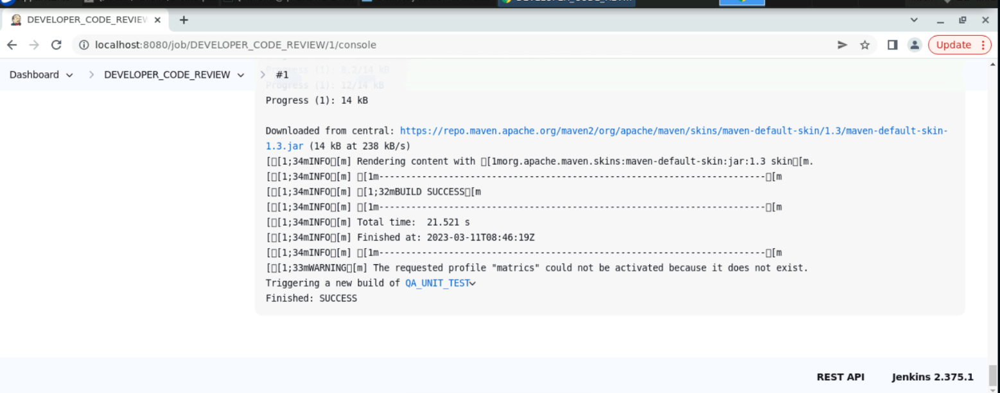 DEVELOPER_CODE_REVIEW
localhost:8080/job/DEVELOPER_CODE_REVIEW/1/console
Update
Dashboard
DEVELOPER_CODE_REVIEW
#1
Progress (1): 8.2/14 kB
Progress (1): 12/14 kB
Progress (1): 14 kB
Downloaded from central: https://repo.maven.apache.org/maven2/org/apache/maven/skins/maven-default-skin/1.3/maven-default-skin-
1.3.jar (14 kB at 238 kB/s)
[▯[1;34mINFO▯[m] Rendering content with ▯[1morg.apache.maven.skins:maven-default-skin:jar:1.3 skin▯[m.
[▯[1;34mINFO▯[m] ▯[1m------------------------------------------------------------------------▯[m
[▯[1;34mINFO▯[m] ▯[1;32mBUILD SUCCESS▯[m
[▯[1;34mINFO▯[m] ▯[1m------------------------------------------------------------------------▯[m
[▯[1;34mINFO▯[m] Total time:  21.521 s
[▯[1;34mINFO▯[m] Finished at: 2023-03-11T08:46:19Z
[▯[1;34mINFO▯[m] ▯[1m------------------------------------------------------------------------▯[m
[▯[1;33mWARNING▯[m] The requested profile "matrics" could not be activated because it does not exist.
Triggering a new build of QA_UNIT_TEST
Finished: SUCCESS
REST API
Jenkins 2.375.1